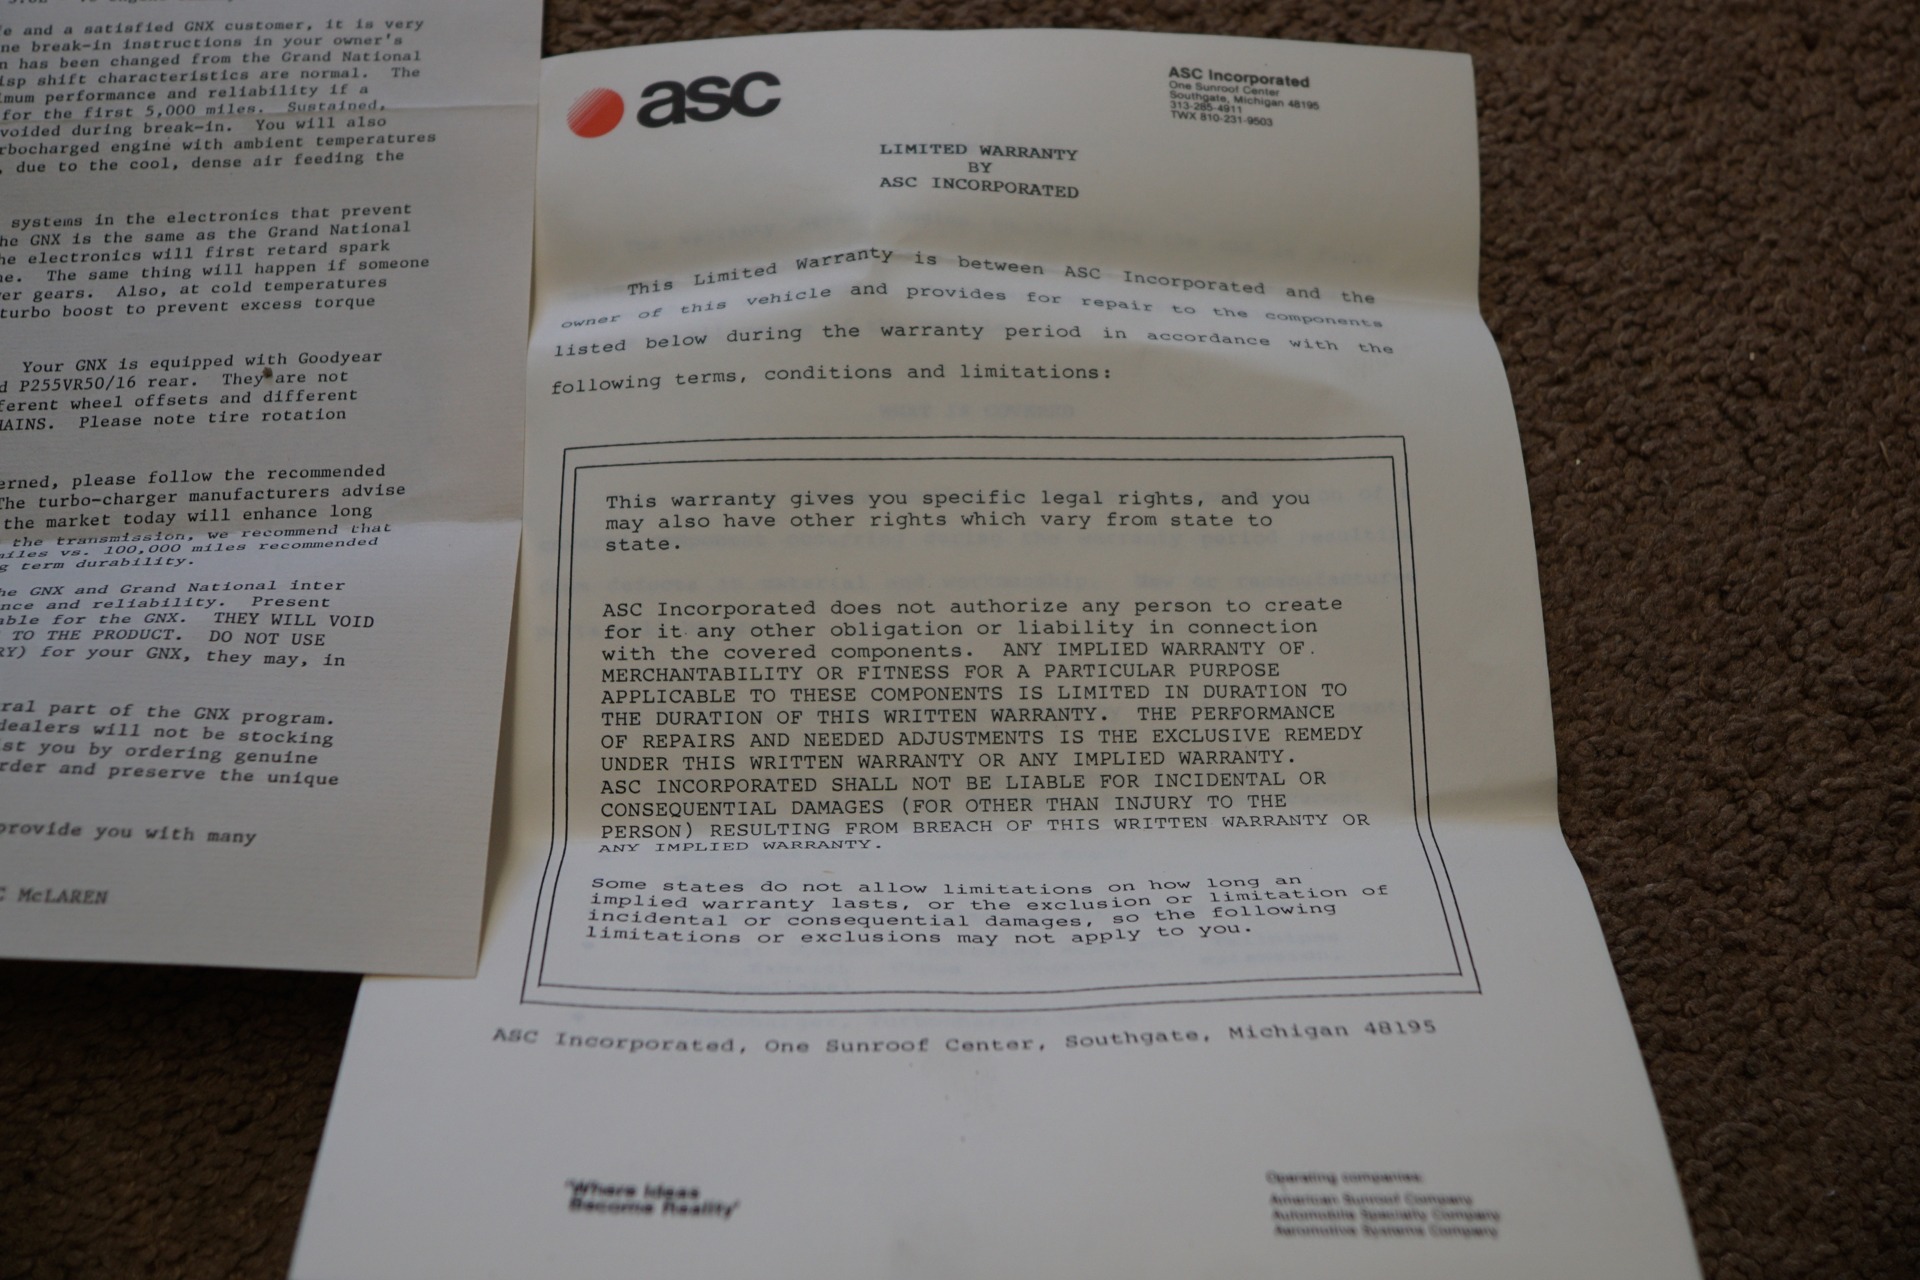 e and a satisfied GNX customer, it is very
ne break-in instructions in your owner's
n has been changed from the Grand National
isp shift characteristics are normal. The
imum performance and reliability if a
for the first 5,000 miles. Sustained,
voided during break-in. You will also
rbocharged engine with ambient temperatures
, due to the cool, dense air feeding the
systems in the electronics that prevent
he GNX is the same as the Grand National
he electronics will first retard spark
ne. The same thing will happen if someone
er gears. Also, at cold temperatures
turbo boost to prevent excess torque
Your GNX is equipped with Goodyear
d P255VR50/16 rear. They are not
ferent wheel offsets and different
HAINS. Please note tire rotation
erned, please follow the recommended
The turbo-charger manufacturers advise
the market today will enhance long
the transmission, we recommend that
miles vs. 100,000 miles recommended
g term durability.
he GNX and Grand National inter
nce and reliability. Present
able for the GNX. THEY WILL VOID
TO THE PRODUCT. DO NOT USE
RY) for your GNX, they may, in
ral part of the GNX program.
dealers will not be stocking
ist you by ordering genuine
rder and preserve the unique
provide you with many
C McLAREN
asc
ASC Incorporated
One Sunroof Center
Southgate, Michigan 48195
313-285-4911
TWX 810-231-9503
LIMITED WARRANTY
BY
ASC INCORPORATED
This Limited Warranty is between ASC Incorporated and the
owner of this vehicle and provides for repair to the components
listed below during the warranty period in accordance with the
following terms, conditions and limitations:
This warranty gives you specific legal rights, and you
may also have other rights which vary from state to
state.
ASC Incorporated does not authorize any person to create
for it any other obligation or liability in connection
with the covered components. ANY IMPLIED WARRANTY OF
MERCHANTABILITY OR FITNESS FOR A PARTICULAR PURPOSE
APPLICABLE TO THESE COMPONENTS IS LIMITED IN DURATION TO
THE DURATION OF THIS WRITTEN WARRANTY. THE PERFORMANCE
OF REPAIRS AND NEEDED ADJUSTMENTS IS THE EXCLUSIVE REMEDY
UNDER THIS WRITTEN WARRANTY OR ANY IMPLIED WARRANTY.
ASC INCORPORATED SHALL NOT BE LIABLE FOR INCIDENTAL OR
CONSEQUENTIAL DAMAGES (FOR OTHER THAN INJURY TO THE
PERSON) RESULTING FROM BREACH OF THIS WRITTEN WARRANTY OR
ANY IMPLIED WARRANTY.
Some states do not allow limitations on how long an
implied warranty lasts, or the exclusion or limitation of
incidental or consequential damages, so the following
limitations or exclusions may not apply to you.
ASC Incorporated, One Sunroof Center, Southgate, Michigan 48195
"Where Ideas
Become Reality"
Operating companies:
American Sunroof Company
Automobile Specialty Company
Aeromotive Systems Company